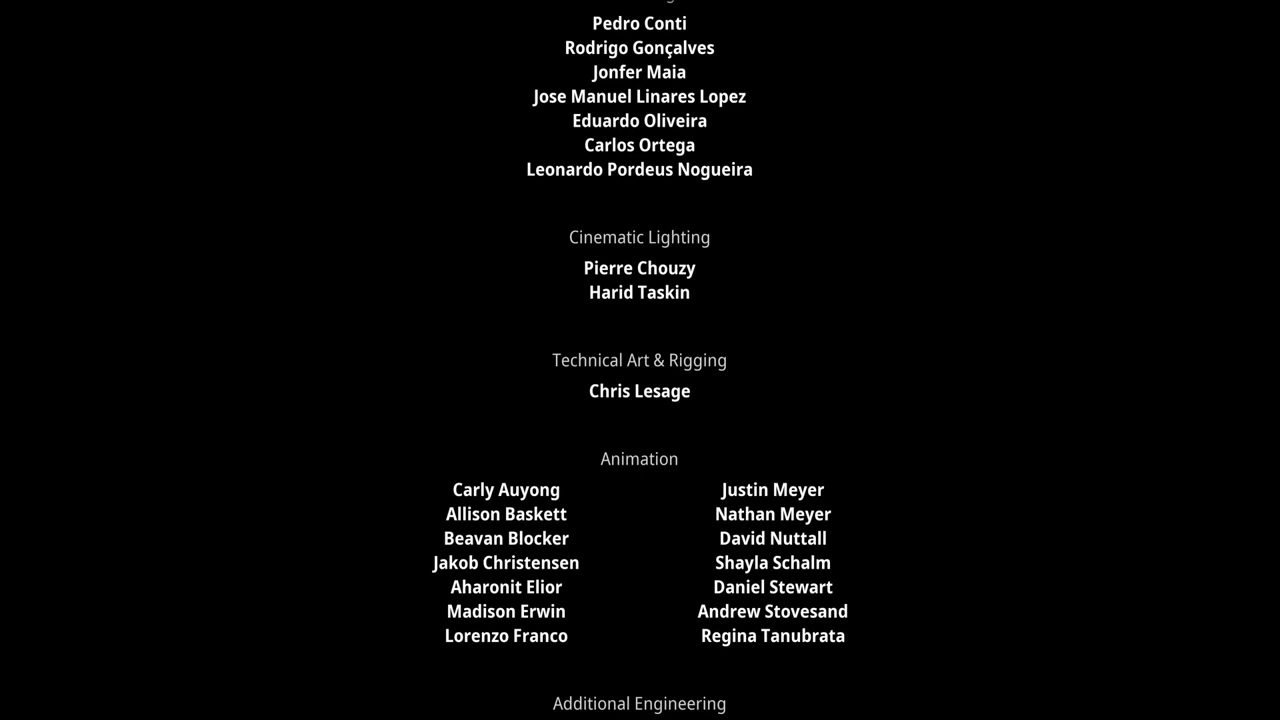 Pedro Conti
Rodrigo Gonçalves
Jonfer Maia
Jose Manuel Linares Lopez
Eduardo Oliveira
Carlos Ortega
Leonardo Pordeus Nogueira
Cinematic Lighting
Pierre Chouzy
Harid Taskin
Technical Art & Rigging
Chris Lesage
Animation
Carly Auyong
Allison Baskett
Beavan Blocker
Jakob Christensen
Aharonit Elior
Madison Erwin
Lorenzo Franco
Justin Meyer
Nathan Meyer
David Nuttall
Shayla Schalm
Daniel Stewart
Andrew Stovesand
Regina Tanubrata
Additional Engineering